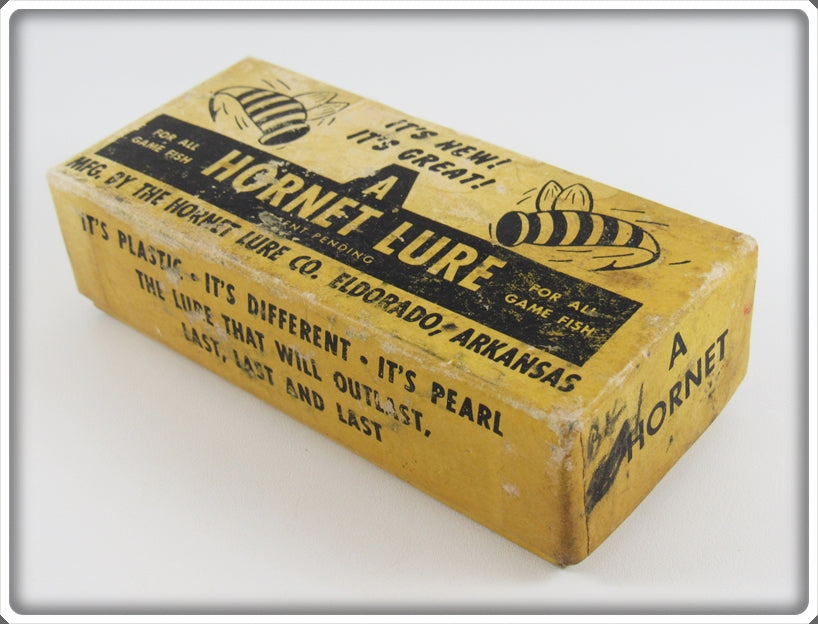 IT'S NEW!
IT'S GREAT!
FOR ALL
GAME FISH
A
HORNET LURE
PENDING
FOR ALL
GAME FISH
MFG. BY THE HORNET LURE CO. ELDORADO, ARKANSAS
IT'S PLASTIC • IT'S DIFFERENT • IT'S PEARL
THE LURE THAT WILL OUTLAST,
LAST, LAST AND LAST
A
HORNET